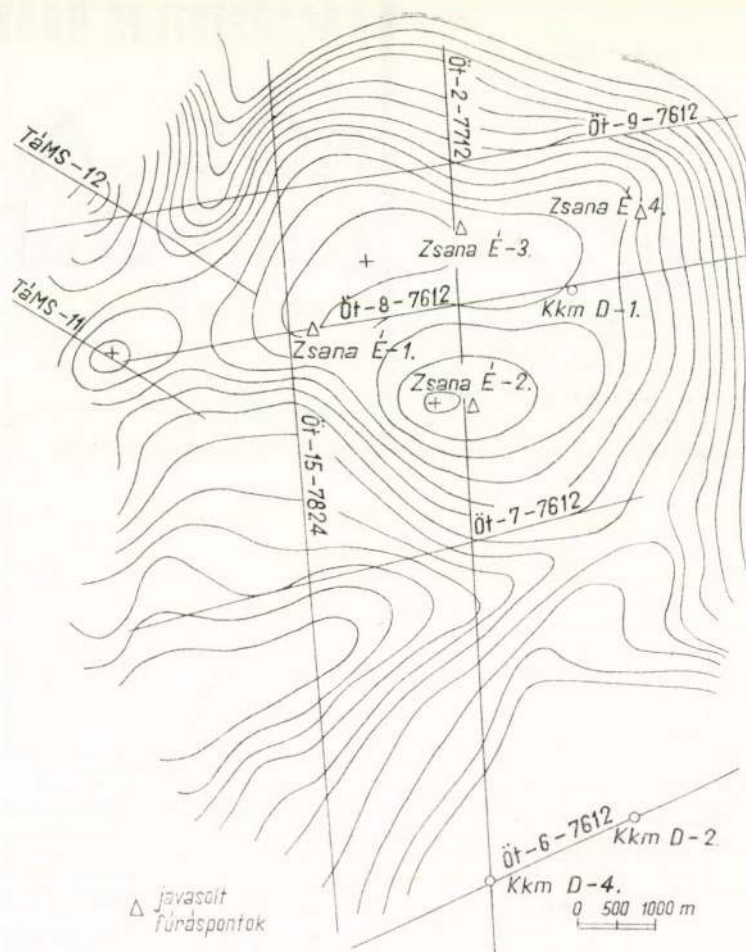 Öt-2-7712
Öt-9-7612
TáMS-12
Zsana É 4.
Zsana É-3.
TáMS-11
Öt-8-7612
Kkm D-1.
Zsana É-1.
Zsana É-2.
Öt-15-7824
Öt-7-7612
Öt-6-7612
Kkm D-2.
Kkm D-4.
javasolt
fúráspontok
0 500 1000 m